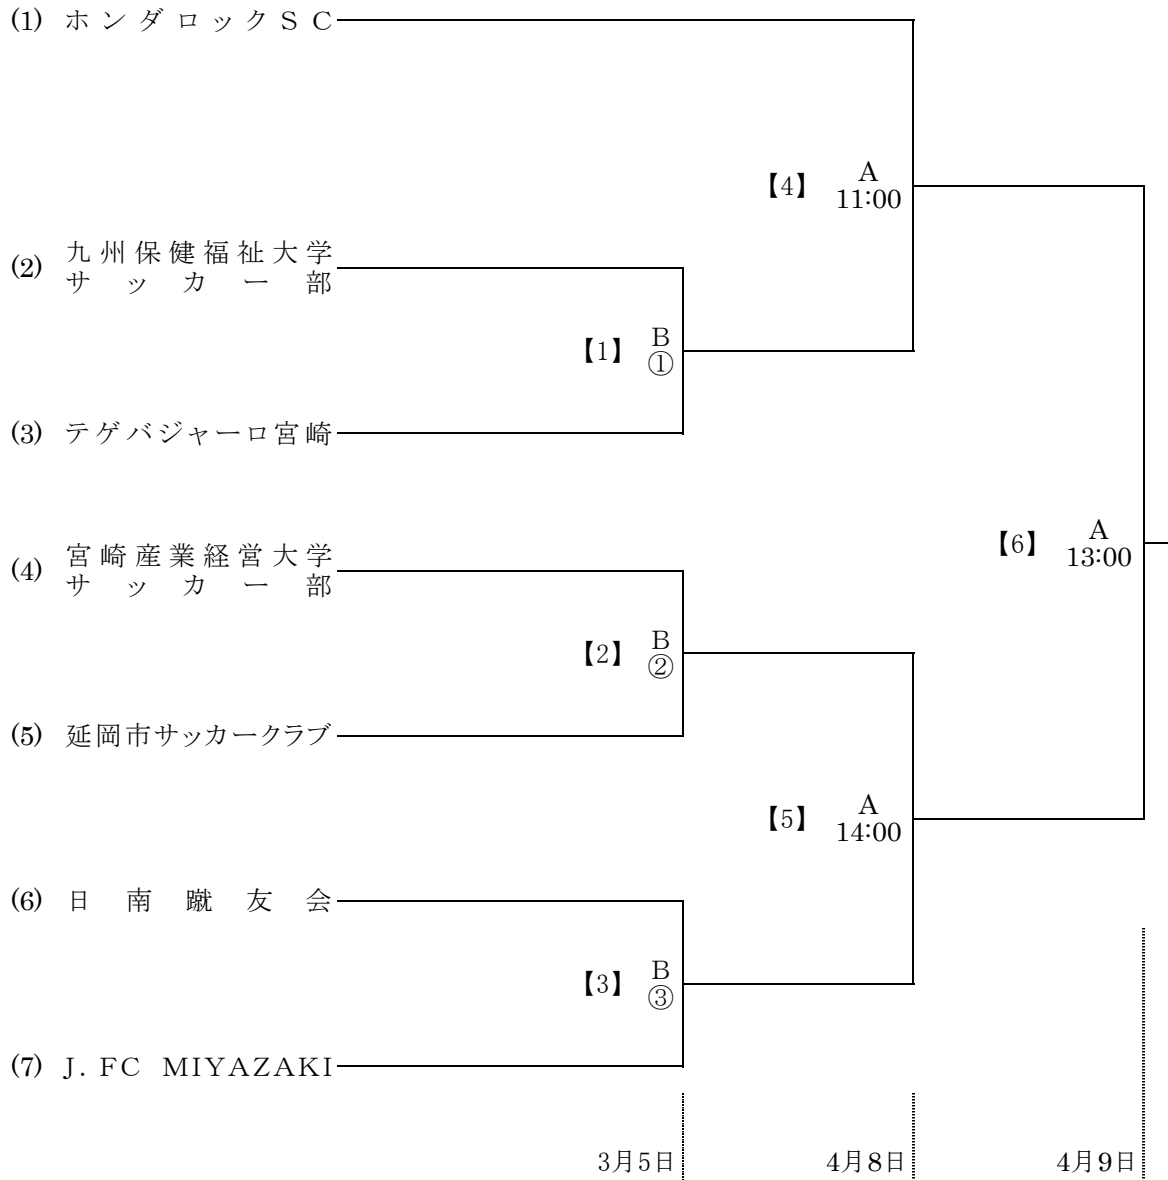 (1) ホンダロックＳＣ
【4】 A
11:00
(2) 九州保健福祉大学
サッカー部
【1】 B
①
(3) テゲバジャーロ宮崎
(4) 宮崎産業経営大学
サッカー部
【6】 A
13:00
【2】 B
②
(5) 延岡市サッカークラブ
【5】 A
14:00
(6) 日南蹴友会
【3】 B
③
(7) J. FC MIYAZAKI
3月5日 4月8日 4月9日